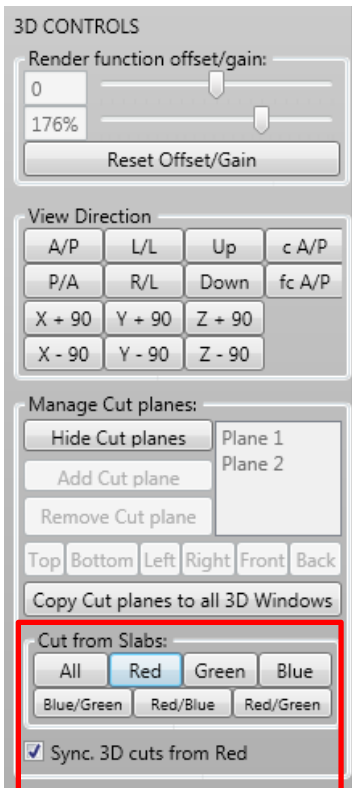 3D CONTROLS
Render function offset/gain:
0
176%
Reset Offset/Gain
View Direction
A/P L/L Up c A/P
P/A R/L Down fc A/P
X + 90 Y + 90 Z + 90
X - 90 Y - 90 Z - 90
Manage Cut planes:
Hide Cut planes Plane 1
Add Cut plane Plane 2
Remove Cut plane
Top Bottom Left Right Front Back
Copy Cut planes to all 3D Windows
Cut from Slabs:
All Red Green Blue
Blue/Green Red/Blue Red/Green
Sync. 3D cuts from Red